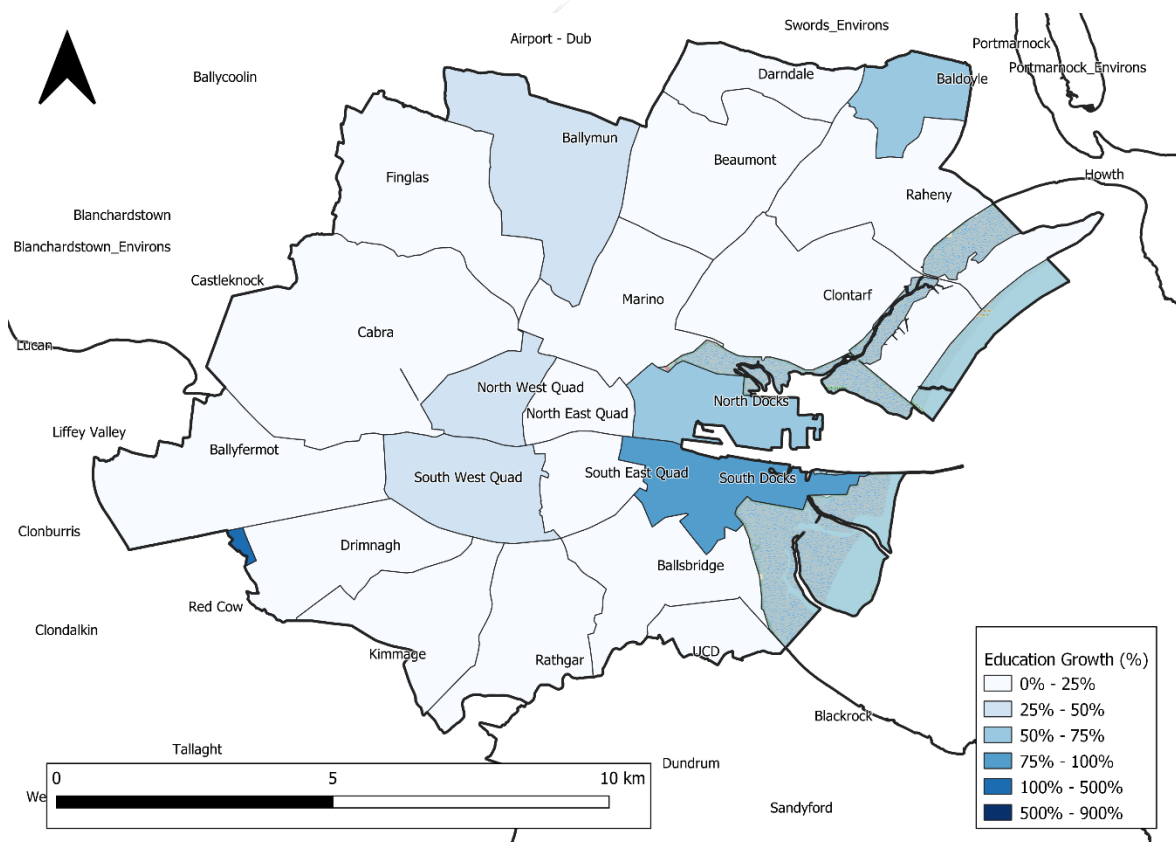 Swords_Environs
Airport - Dub
Portmarnock
Ballycoolin
Darndale
Portmarnock_Environs
Baldoyle
Ballymun
Beaumont
Finglas
Howth
Raheny
Blanchardstown
Blanchardstown_Environs
Castleknock
Marino
Clontarf
Cabra
Lucan
North West Quad
North Docks
North East Quad
Liffey Valley
Ballyfermot
South West Quad
South East Quad
South Docks
Clonburris
Drimnagh
Ballsbridge
Red Cow
Clondalkin
Kimmage
Rathgar
UCD
Blackrock
Tallaght
Dundrum
We
Sandyford
0 5 10 km
Education Growth (%)
0% - 25%
25% - 50%
50% - 75%
75% - 100%
100% - 500%
500% - 900%